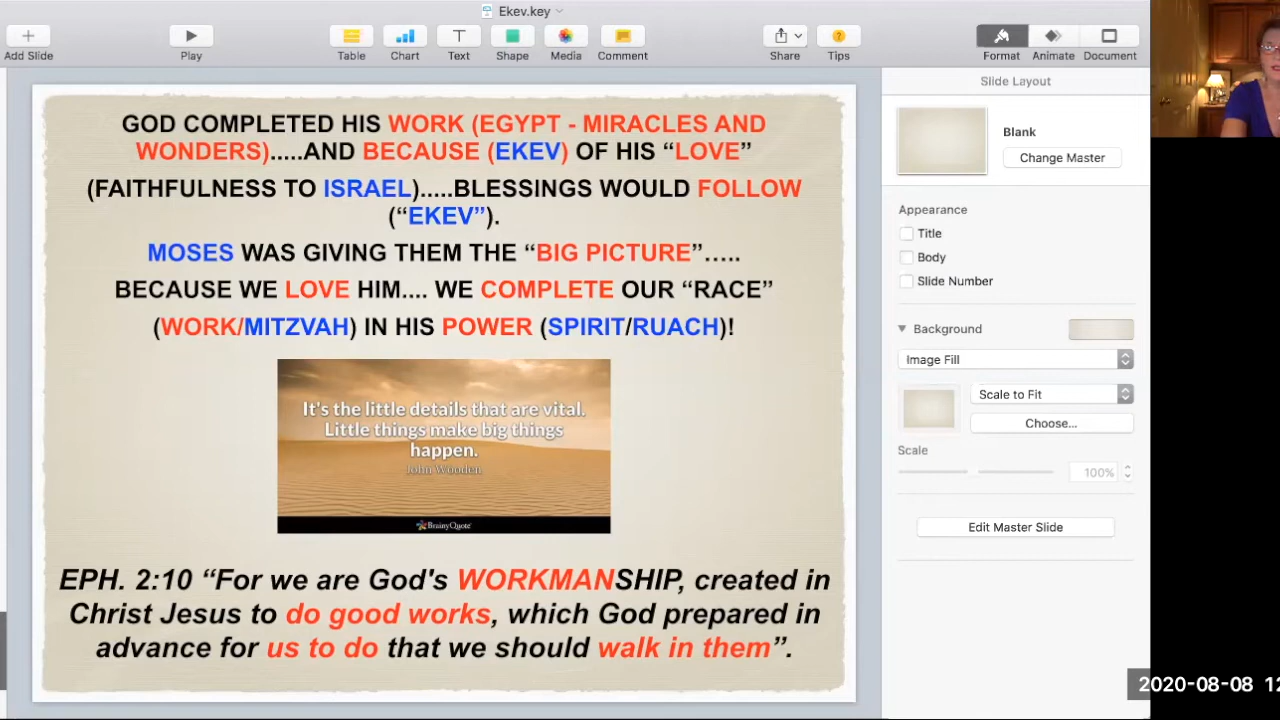 Ekev.key
Add Slide
Play
Table
Chart
Text
Shape
Media
Comment
Share
Tips
Format
Animate
Document
GOD COMPLETED HIS WORK (EGYPT - MIRACLES AND
WONDERS).....AND BECAUSE (EKEV) OF HIS “LOVE”
(FAITHFULNESS TO ISRAEL).....BLESSINGS WOULD FOLLOW
(“EKEV”).
MOSES WAS GIVING THEM THE “BIG PICTURE”…..
BECAUSE WE LOVE HIM.... WE COMPLETE OUR “RACE”
(WORK/MITZVAH) IN HIS POWER (SPIRIT/RUACH)!
It's the little details that are vital.
Little things make big things
happen.
John Wooden
BrainyQuote
EPH. 2:10 “For we are God's WORKMANSHIP, created in
Christ Jesus to do good works, which God prepared in
advance for us to do that we should walk in them”.
Slide Layout
Blank
Change Master
Appearance
Title
Body
Slide Number
Background
Image Fill
Scale to Fit
Choose...
Scale
100%
Edit Master Slide
2020-08-08 12